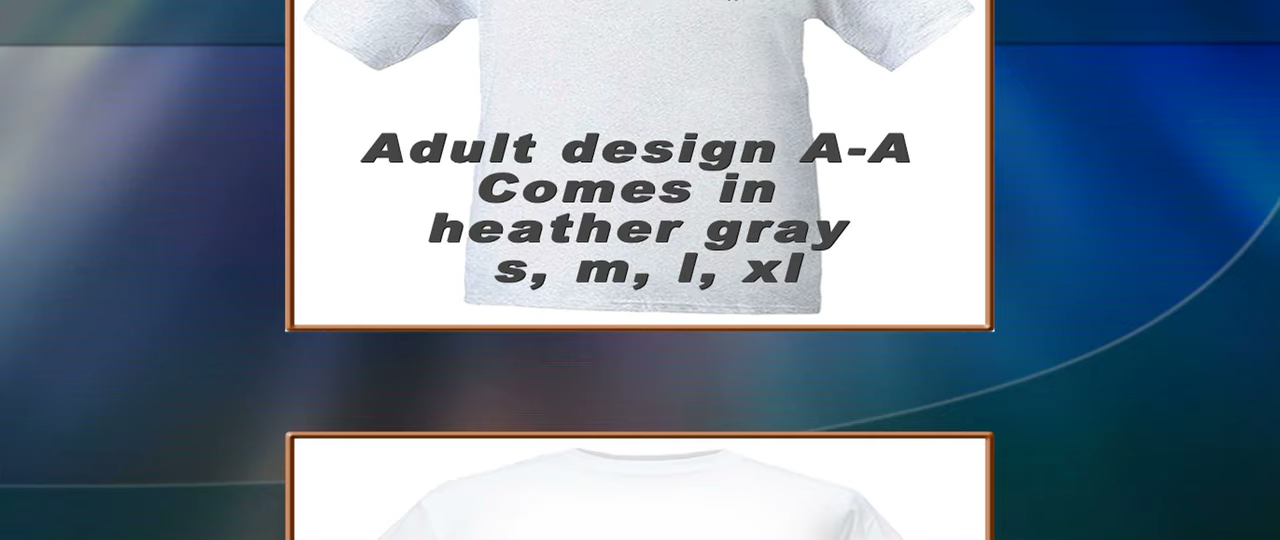 Adult design A-A
Comes in
heather gray
s, m, l, xl